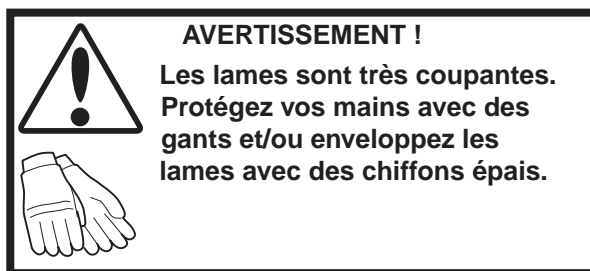 AVERTISSEMENT !
Les lames sont très coupantes.
Protégez vos mains avec des
gants et/ou enveloppez les
lames avec des chiffons épais.